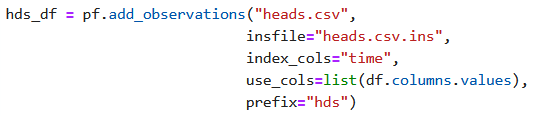 hds_df = pf.add_observations("heads.csv",
insfile="heads.csv.ins",
index_cols="time",
use_cols=list(df.columns.values),
prefix="hds")